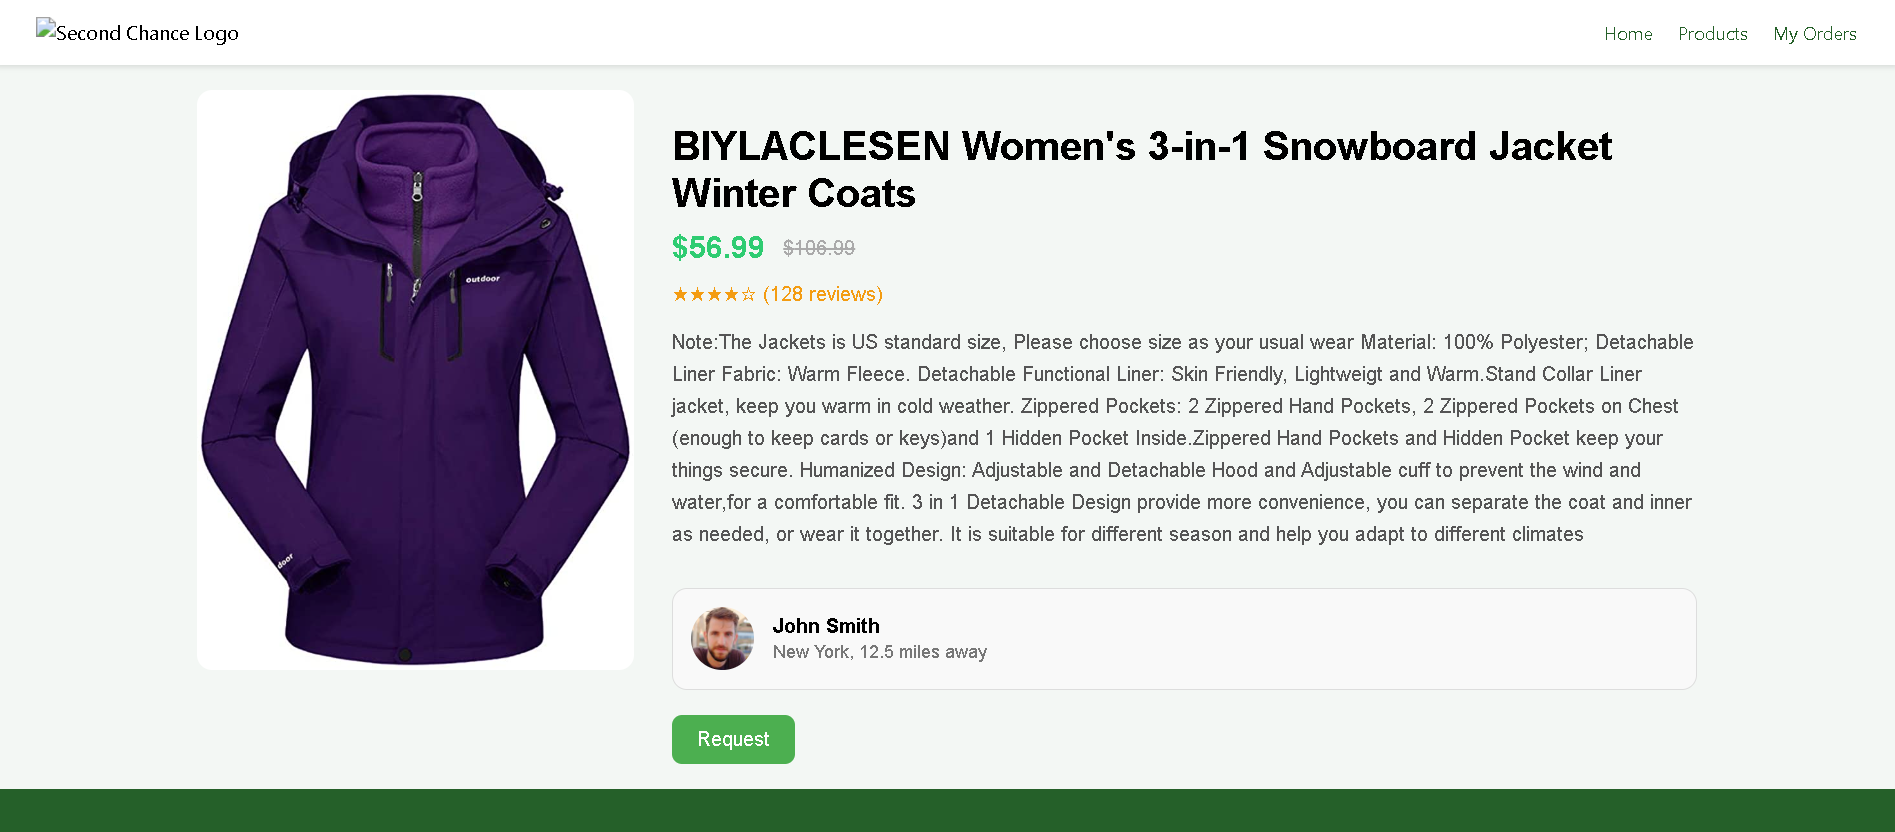 Second Chance Logo
Home
Products
My Orders
BIYLACLESEN Women's 3-in-1 Snowboard Jacket
Winter Coats
$56.99 $106.99
★★★★☆ (128 reviews)
Note:The Jackets is US standard size, Please choose size as your usual wear Material: 100% Polyester; Detachable
Liner Fabric: Warm Fleece. Detachable Functional Liner: Skin Friendly, Lightweigt and Warm.Stand Collar Liner
jacket, keep you warm in cold weather. Zippered Pockets: 2 Zippered Hand Pockets, 2 Zippered Pockets on Chest
(enough to keep cards or keys)and 1 Hidden Pocket Inside.Zippered Hand Pockets and Hidden Pocket keep your
things secure. Humanized Design: Adjustable and Detachable Hood and Adjustable cuff to prevent the wind and
water,for a comfortable fit. 3 in 1 Detachable Design provide more convenience, you can separate the coat and inner
as needed, or wear it together. It is suitable for different season and help you adapt to different climates
John Smith
New York, 12.5 miles away
Request
outdoor
door